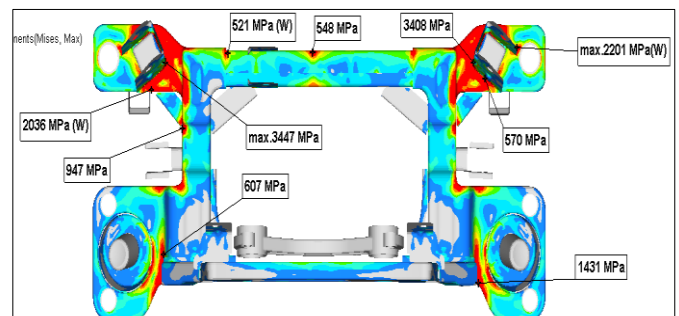 521 MPa (W)
548 MPa
3408 MPa
max.2201 MPa(W)
nents(Mises, Max)
2036 MPa (W)
max.3447 MPa
570 MPa
947 MPa
607 MPa
1431 MPa